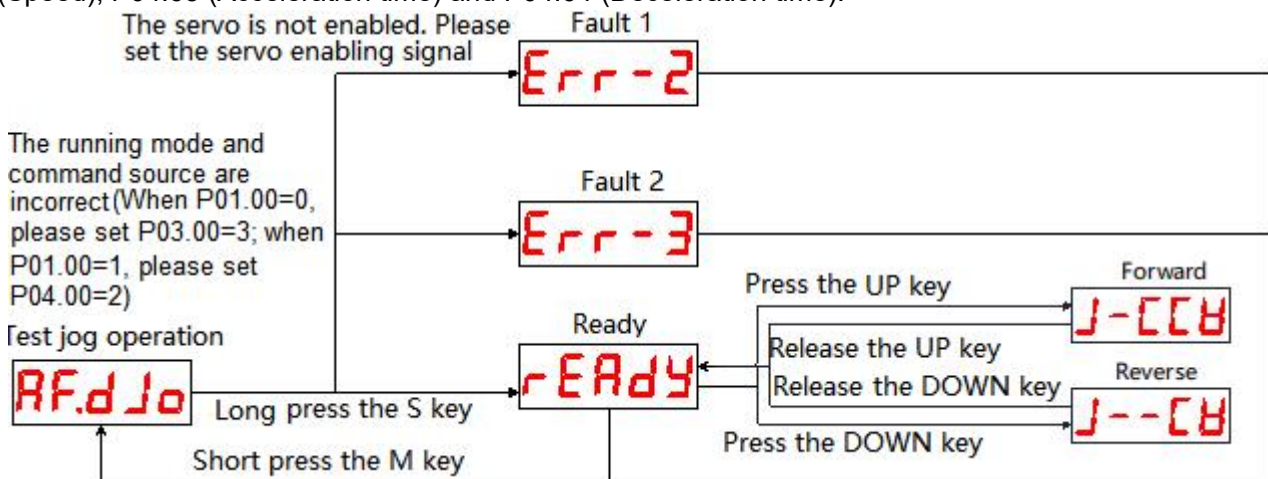 The servo is not enabled. Please
set the servo enabling signal
Fault 1
Err-2
The running mode and
command source are
incorrect(When P01.00=0,
please set P03.00=3; when
P01.00=1, please set
P04.00=2)
Fault 2
Err-3
Test jog operation
AF.dJo
Long press the S key
Ready
rEAdy
Press the UP key
Forward
J-CCW
Release the UP key
Release the DOWN key
Reverse
J--CW
Press the DOWN key
Short press the M key